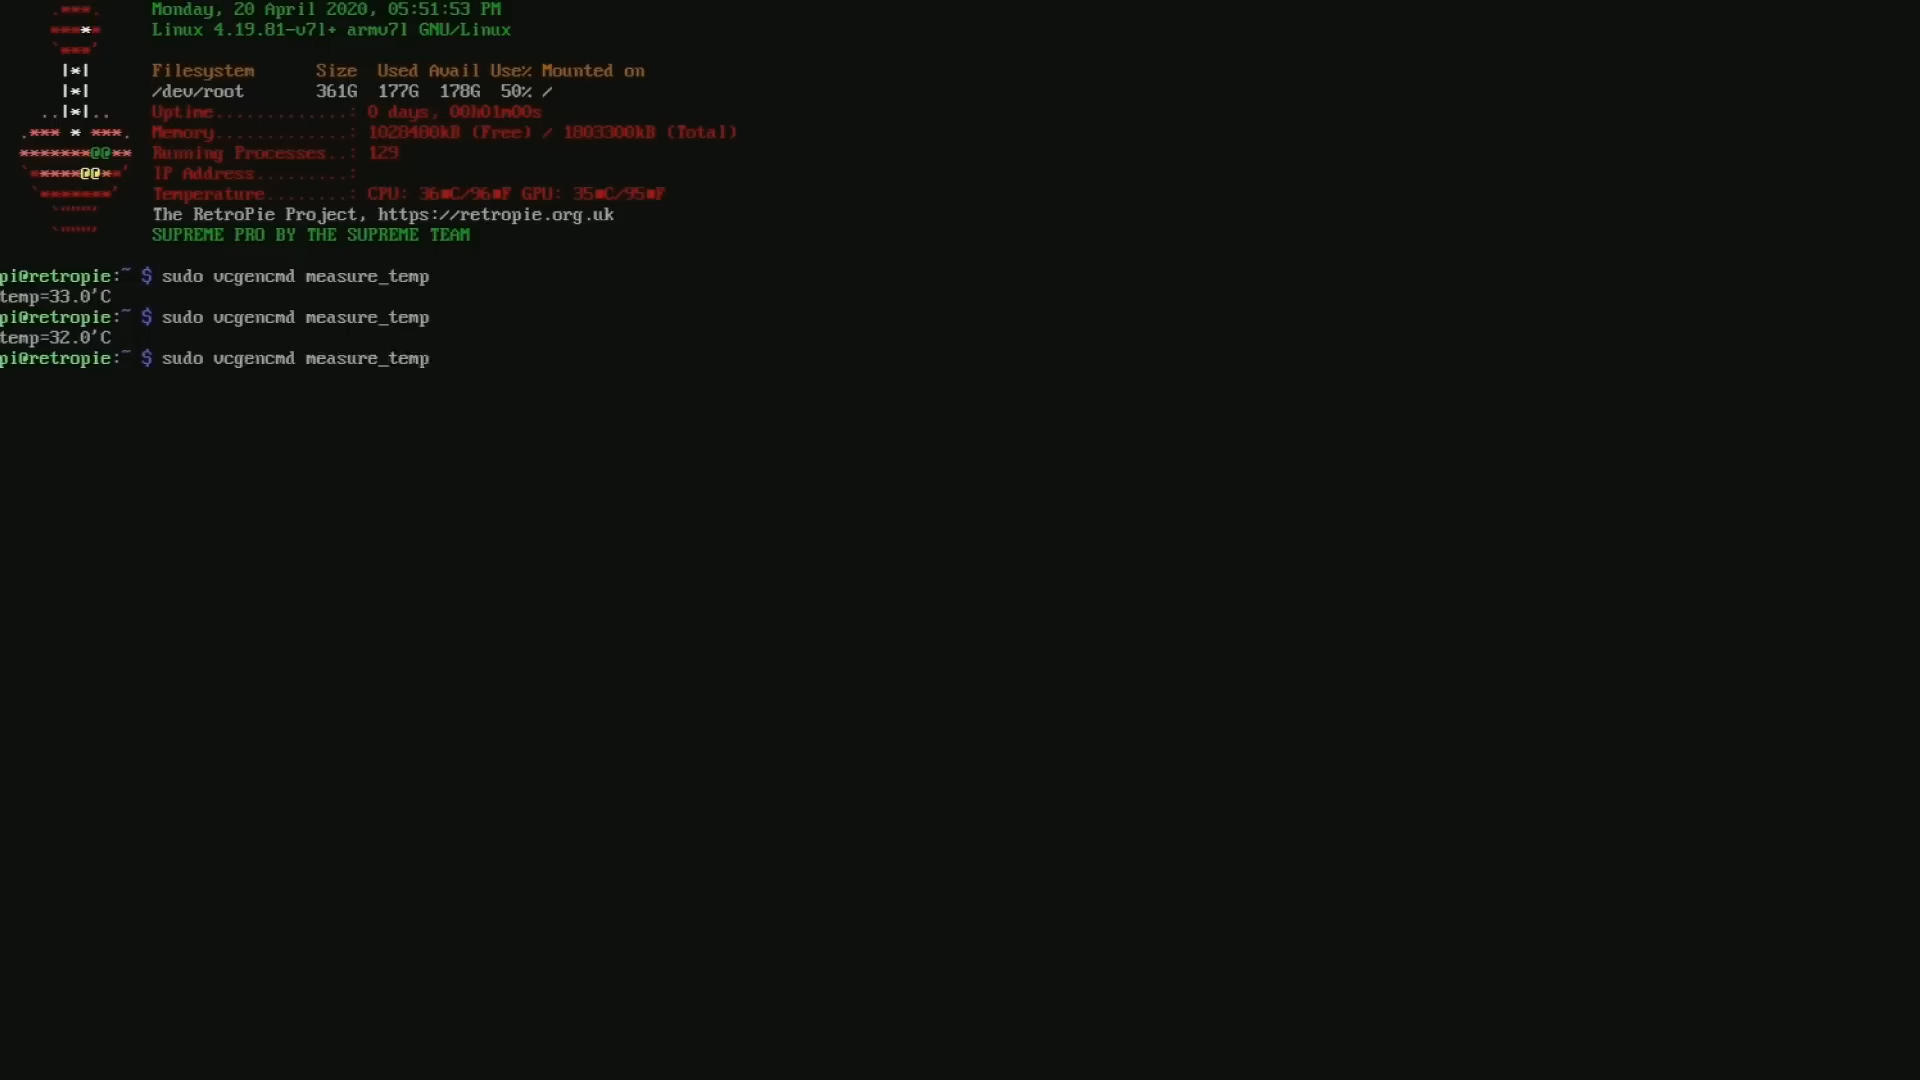 Monday, 20 April 2020, 05:51:53 PM
Linux 4.19.81-v7l+ armv7l GNU/Linux
Filesystem Size Used Avail Use% Mounted on
/dev/root 361G 177G 178G 50% /
Uptime.............: 0 days, 00h01m00s
Memory.............: 1028480kB (Free) / 1803300kB (Total)
Running Processes..: 129
IP Address.........:
Temperature........: CPU: 36■C/96■F GPU: 35■C/95■F
The RetroPie Project, https://retropie.org.uk
SUPREME PRO BY THE SUPREME TEAM
pi@retropie:~ $ sudo vcgencmd measure_temp
temp=33.0'C
pi@retropie:~ $ sudo vcgencmd measure_temp
temp=32.0'C
pi@retropie:~ $ sudo vcgencmd measure_temp